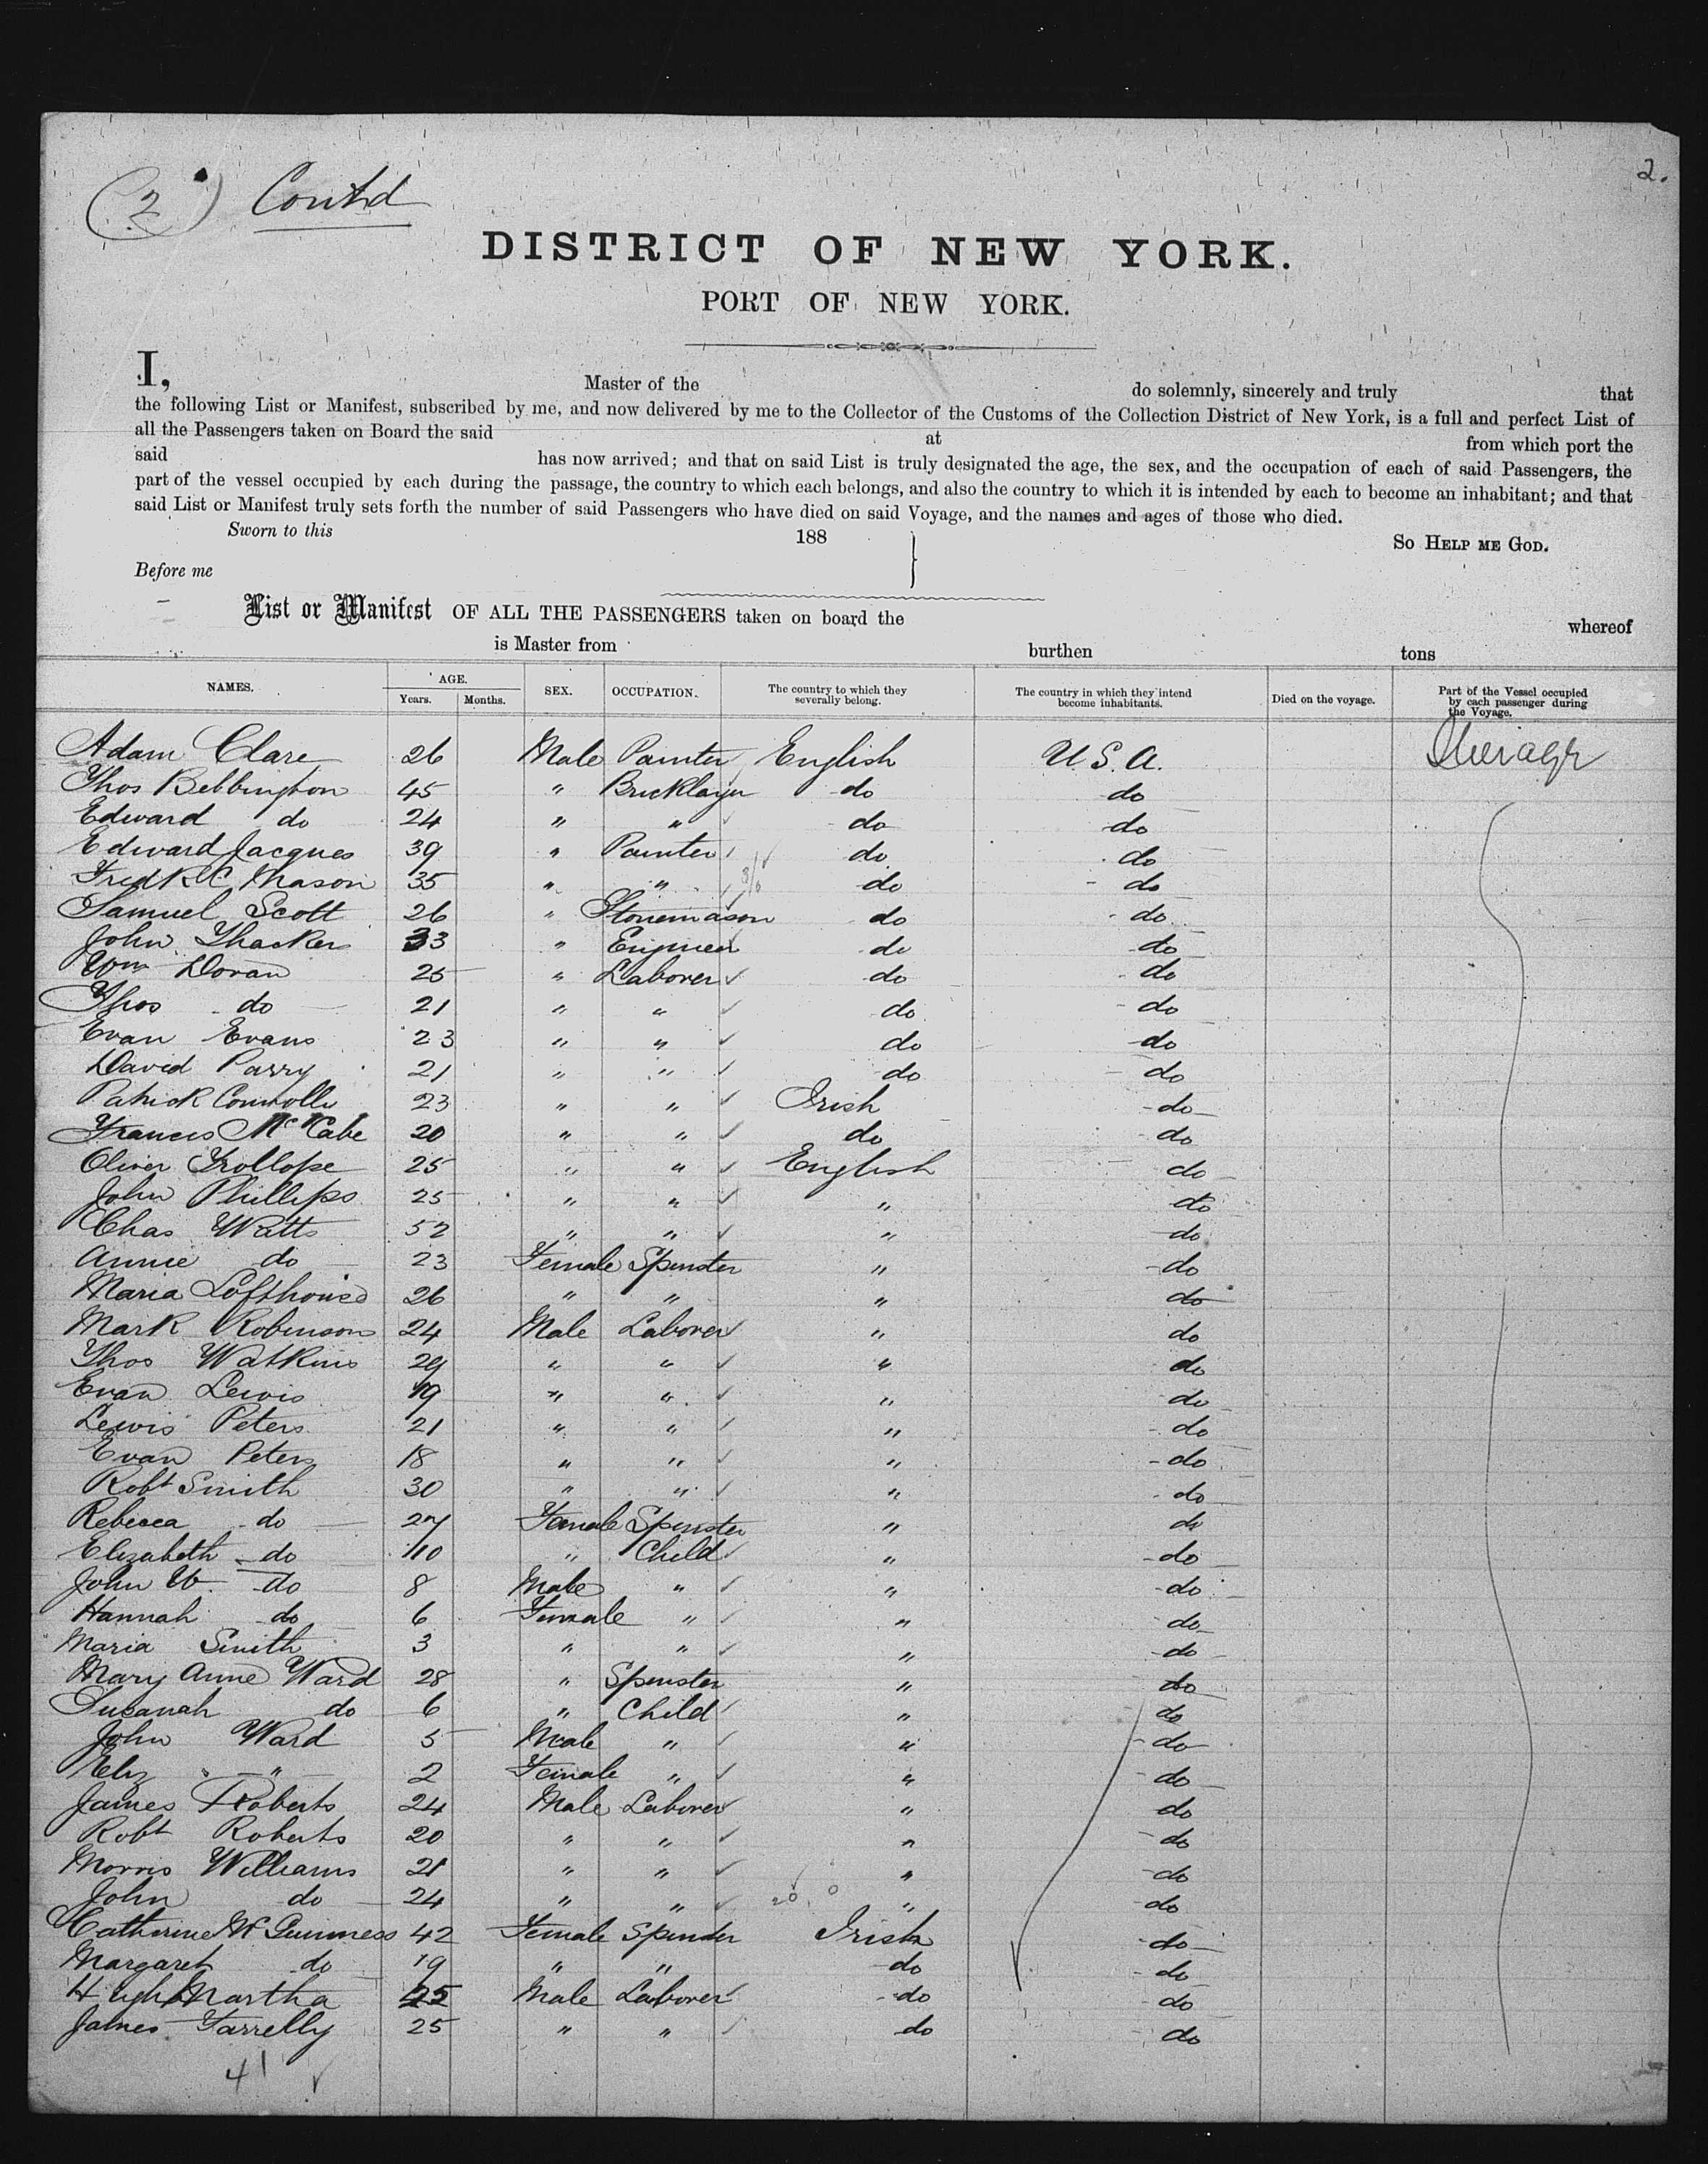 (2) Contd
2.
DISTRICT OF NEW YORK.
PORT OF NEW YORK.
I, Master of the do solemnly, sincerely and truly that
the following List or Manifest, subscribed by me, and now delivered by me to the Collector of the Customs of the Collection District of New York, is a full and perfect List of
all the Passengers taken on Board the said at from which port the
said has now arrived; and that on said List is truly designated the age, the sex, and the occupation of each of said Passengers, the
part of the vessel occupied by each during the passage, the country to which each belongs, and also the country to which it is intended by each to become an inhabitant; and that
said List or Manifest truly sets forth the number of said Passengers who have died on said Voyage, and the names and ages of those who died.
Sworn to this 188 } So HELP ME GOD.
Before me
List or Manifest OF ALL THE PASSENGERS taken on board the whereof
is Master from burthen tons
NAMES. AGE. Years. Months. SEX. OCCUPATION. The country to which they severally belong. The country in which they intend become inhabitants. Died on the voyage. Part of the Vessel occupied by each passenger during the Voyage.
Adam Clare 26 Male Painter English U.S.A. Steerage
Thos Bebbington 45 " Bricklayer do do
Edward do 24 " " do do
Edward Jacques 39 " Painter do do
Fredk C Mason 35 " " do do
Samuel Scott 26 " Stonemason do do
John Thacker 33 " Engineer do do
Wm Doran 25 " Laborer do do
Thos do 21 " " do do
Evan Evans 23 " " do do
David Parry 21 " " do do
Patrick Connolly 23 " " Irish do
Francis McCabe 20 " " do do
Oliver Trollope 25 " " English do
John Phillips 25 " " " do
Chas Watts 52 " " " do
Annie do 23 Female Spinster " do
Maria Lofthouse 26 " " " do
Mark Robinson 24 Male Laborer " do
Thos Watkins 29 " " " do
Evan Lewis 19 " " " do
Lewis Peters 21 " " " do
Evan Peters 18 " " " do
Robt Smith 30 " " " do
Rebecca do 27 Female Spinster " do
Elizabeth do 10 " Child " do
John W. do 8 Male " " do
Hannah do 6 Female " " do
Maria Smith 3 " " " do
Mary Anne Ward 28 " Spinster " do
Susanah do 6 " Child " do
John Ward 5 Male " " do
Eliz " 2 Female " " do
James Roberts 24 Male Laborer " do
Robt Roberts 20 " " " do
Morris Williams 21 " " " do
John do 24 " " " do
Catherine McGuinness 42 Female Spinster Irish do
Margaret do 19 " " do do
Hugh Martha 25 Male Laborer do do
James Farrelly 25 " " do do
41